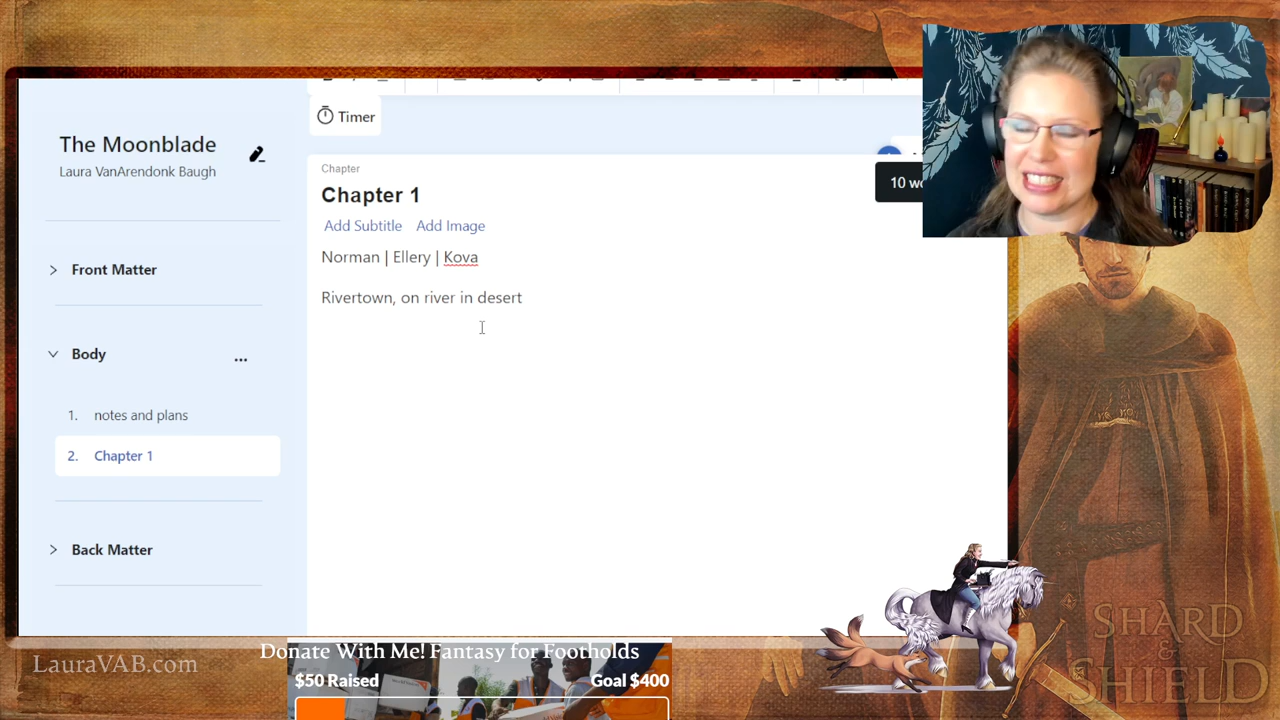 Timer
The Moonblade
Laura VanArendonk Baugh
Front Matter
Body
...
1. notes and plans
2. Chapter 1
Back Matter
Chapter
Chapter 1
Add Subtitle Add Image
Norman | Ellery | Kova
Rivertown, on river in desert
10
LauraVAB.com
Donate With Me! Fantasy for Footholds
$50 Raised
Goal $400
SHARD
&
SHIELD